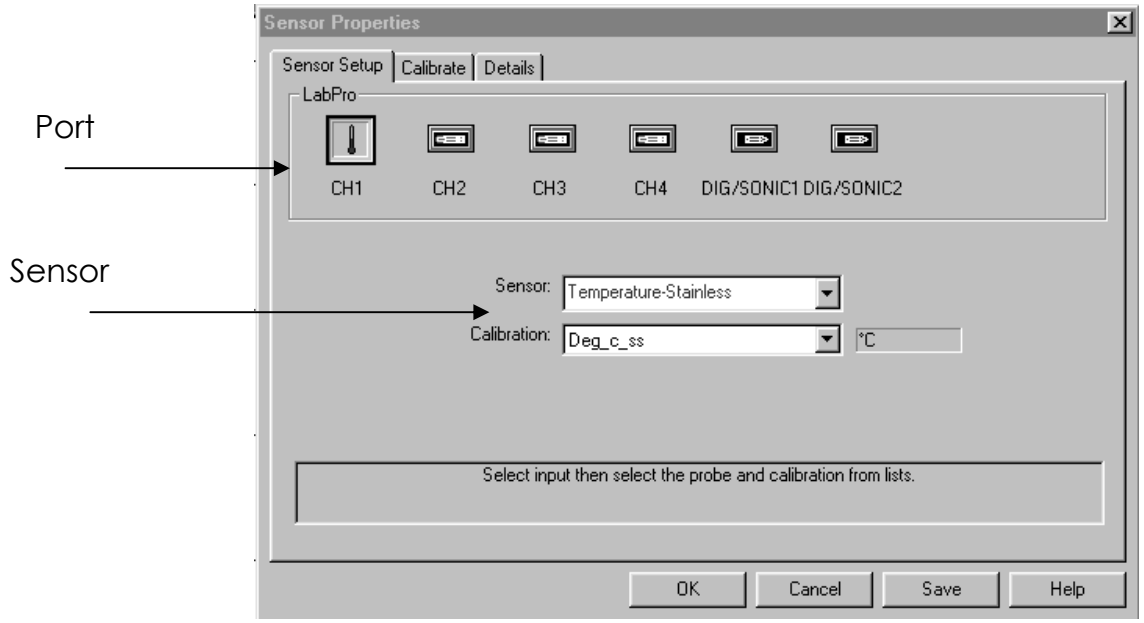 Sensor Properties
Sensor Setup Calibrate Details
LabPro
Port
CH1 CH2 CH3 CH4 DIG/SONIC1 DIG/SONIC2
Sensor
Sensor: Temperature-Stainless
Calibration: Deg_c_ss °C
Select input then select the probe and calibration from lists.
OK Cancel Save Help